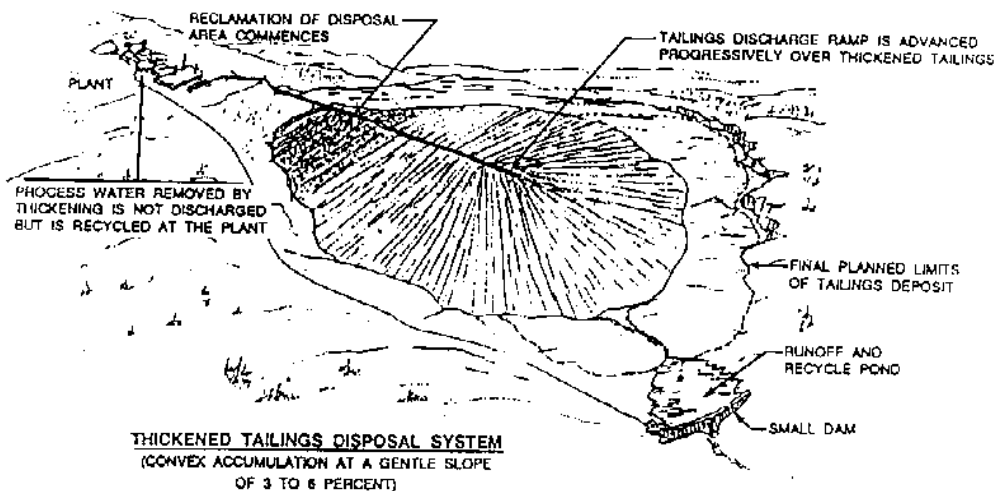 RECLAMATION OF DISPOSAL
AREA COMMENCES
TAILINGS DISCHARGE RAMP IS ADVANCED
PROGRESSIVELY OVER THICKENED TAILINGS
PLANT
PROCESS WATER REMOVED BY
THICKENING IS NOT DISCHARGED
BUT IS RECYCLED AT THE PLANT
FINAL PLANNED LIMITS
OF TAILINGS DEPOSIT
RUNOFF AND
RECYCLE POND
SMALL DAM
THICKENED TAILINGS DISPOSAL SYSTEM
(CONVEX ACCUMULATION AT A GENTLE SLOPE
OF 3 TO 6 PERCENT)